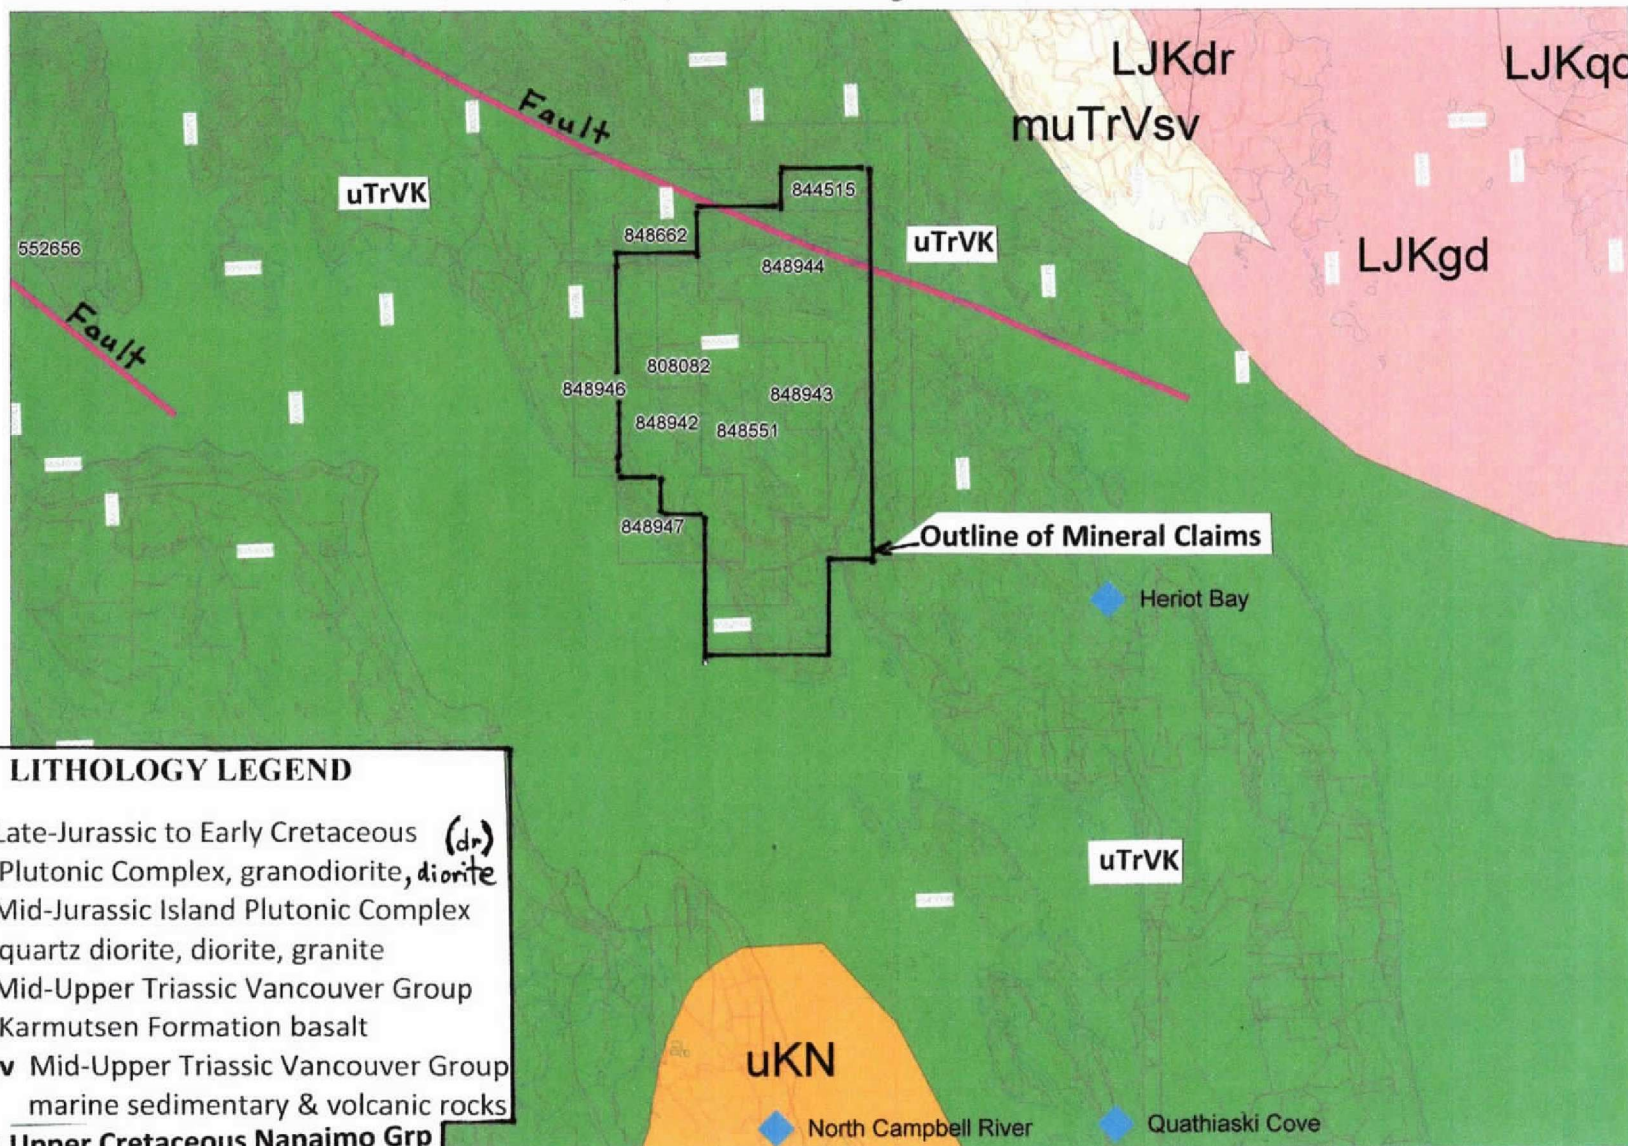 LJKdr
LJKqd
muTrVsv
Fault
844515
uTrVK
848662
uTrVK
552656
848944
LJKgd
Fault
808082
848946
848943
848942
848551
848947
Outline of Mineral Claims
Heriot Bay
LITHOLOGY LEGEND
Late-Jurassic to Early Cretaceous (dr)
Plutonic Complex, granodiorite, diorite
Mid-Jurassic Island Plutonic Complex
quartz diorite, diorite, granite
Mid-Upper Triassic Vancouver Group
Karmutsen Formation basalt
v Mid-Upper Triassic Vancouver Group
marine sedimentary & volcanic rocks
Upper Cretaceous Nanaimo Grp
uTrVK
uKN
North Campbell River
Quathiaski Cove